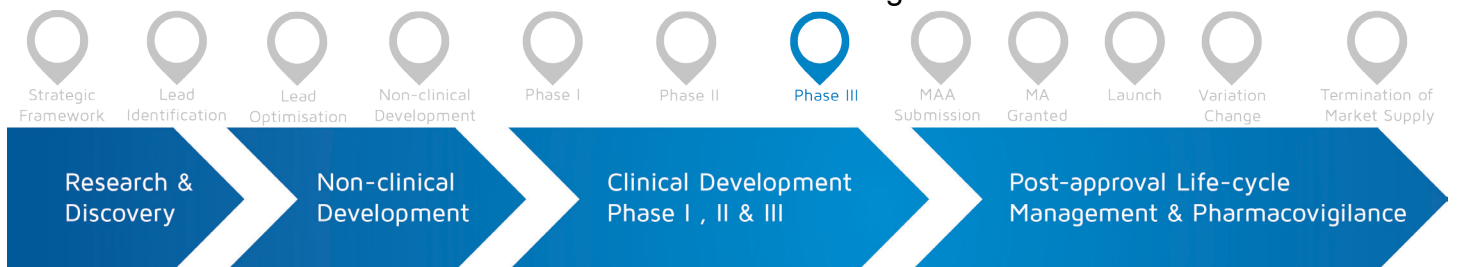 g
Strategic
Framework
Lead
Identification
Lead
Optimisation
Non-clinical
Development
Phase I
Phase II
Phase III
MAA
Submission
MA
Granted
Launch
Variation
Change
Termination of
Market Supply
Research &
Discovery
Non-clinical
Development
Clinical Development
Phase I , II & III
Post-approval Life-cycle
Management & Pharmacovigilance